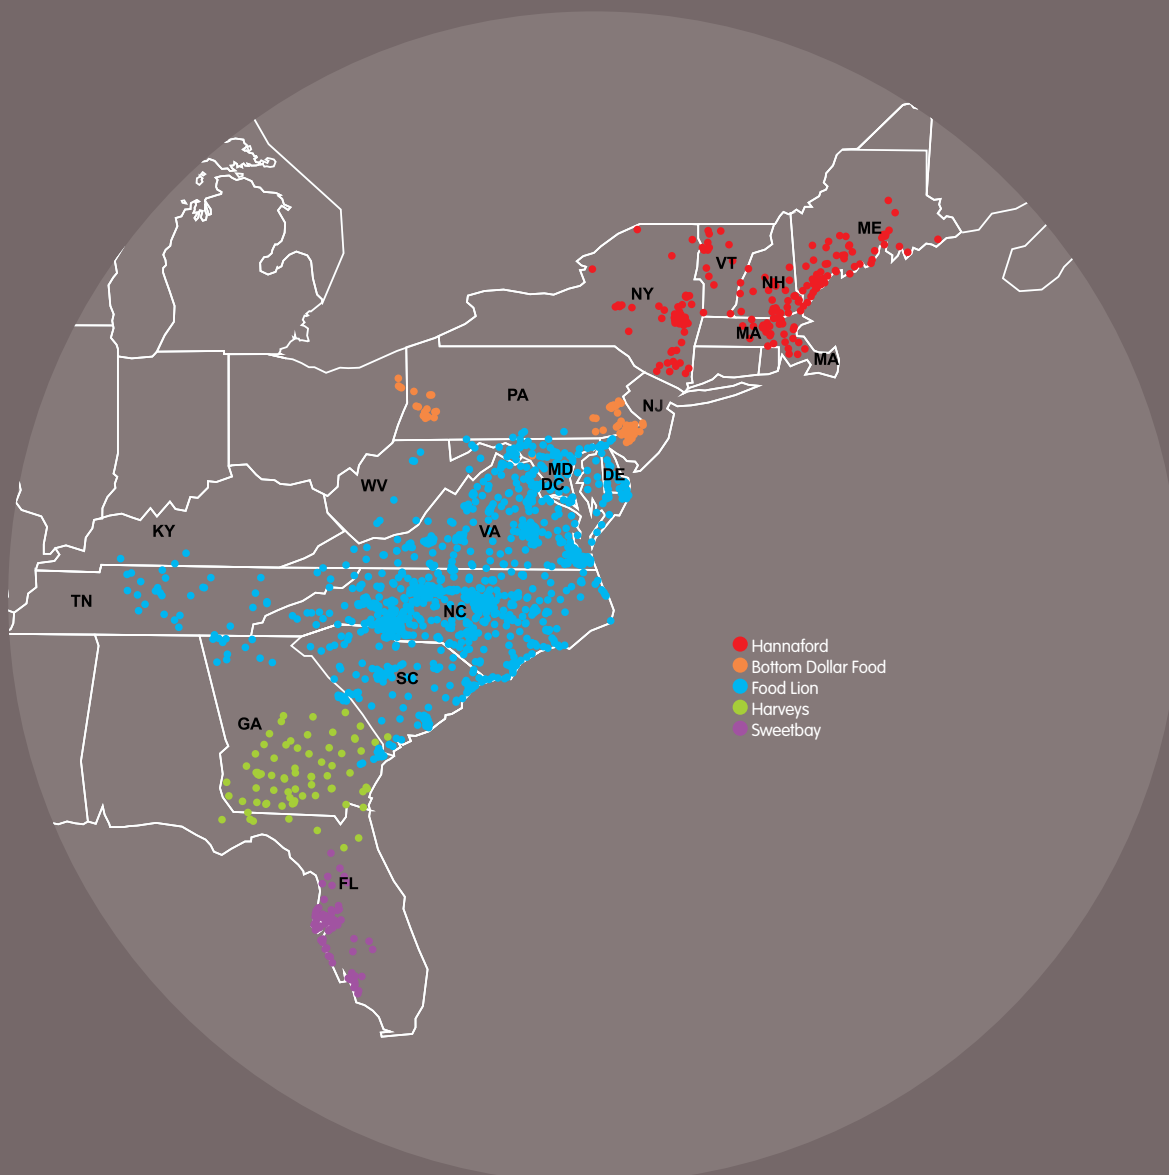 ME
VT
NH
NY
MA
MA
PA
NJ
MD
DE
DC
WV
VA
KY
TN
NC
SC
GA
FL
Hannaford
Bottom Dollar Food
Food Lion
Harveys
Sweetbay